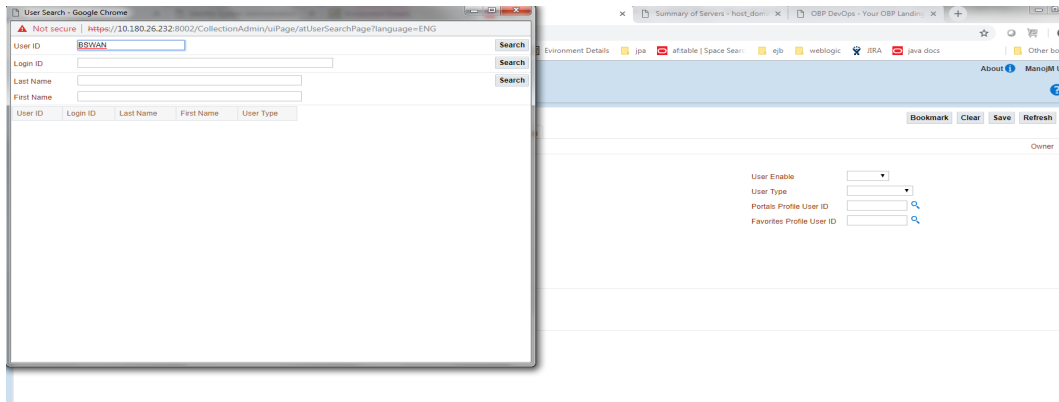 User Search - Google Chrome
Not secure | https://10.180.26.232:8002/CollectionAdmin/uiPage/atUserSearchPage?language=ENG
User ID BSWAN Search
Login ID Search
Last Name Search
First Name
User ID Login ID Last Name First Name User Type
Summary of Servers - host_dom
OBP DevOps - Your OBP Landin
Evironment Details jpa afitable | Space Sear ejb weblogic JIRA java docs Other bo
About ManojM U
Bookmark Clear Save Refresh
Owner
User Enable
User Type
Portals Profile User ID
Favorites Profile User ID